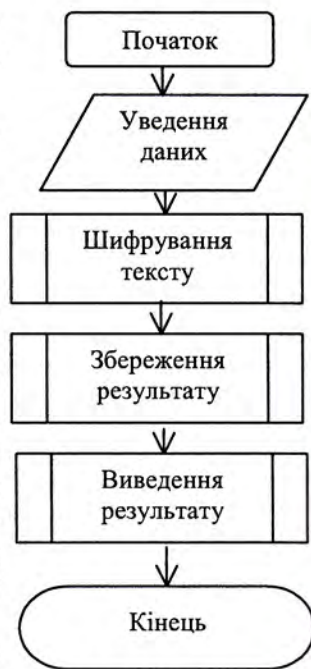 Початок
Уведення
даних
Шифрування
тексту
Збереження
результату
Виведення
результату
Кінець